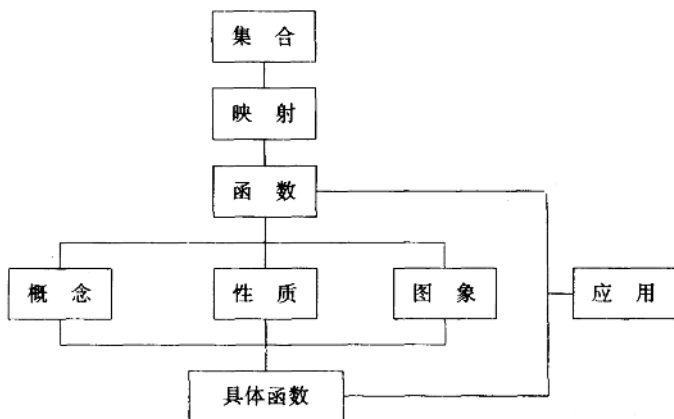 集 合
映 射
函 数
概 念
性 质
图 象
应 用
具体函数